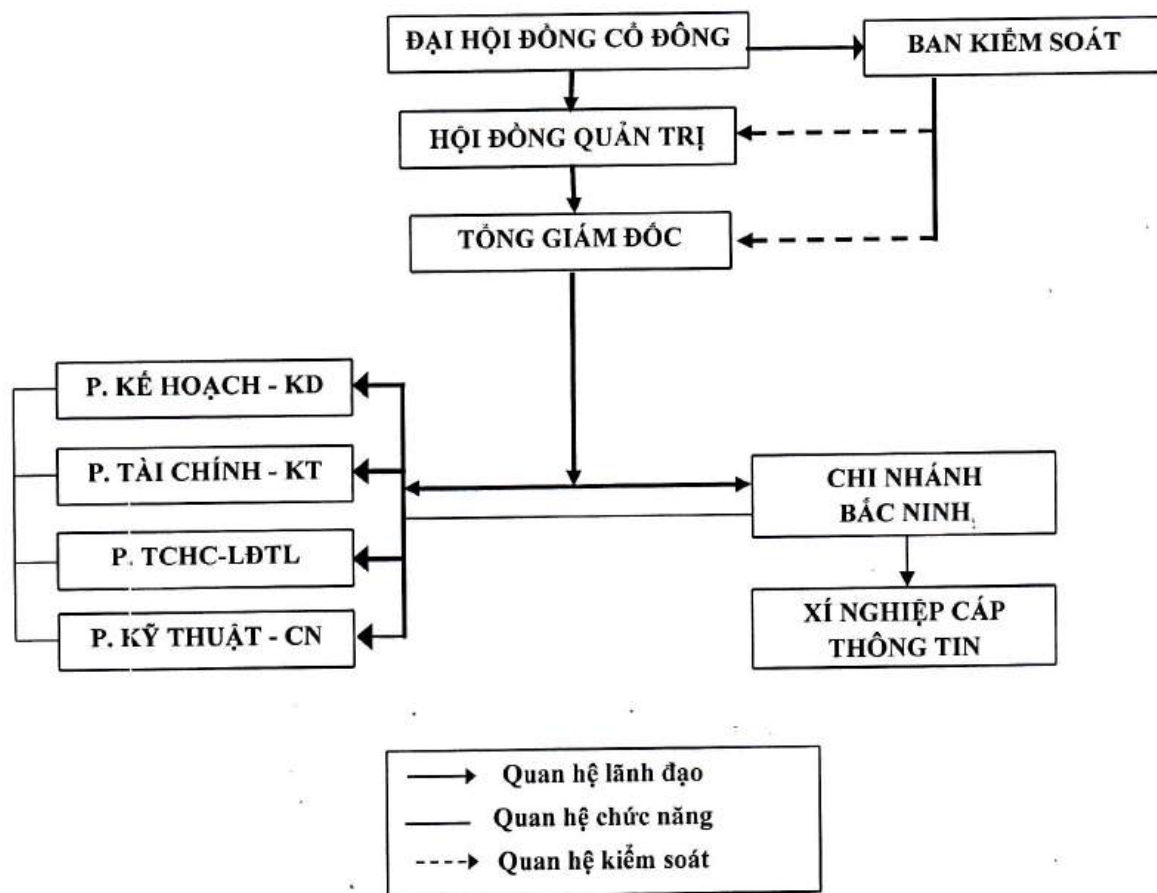 ĐẠI HỘI ĐỒNG CỔ ĐÔNG
BAN KIỂM SOÁT
HỘI ĐỒNG QUẢN TRỊ
TỔNG GIÁM ĐỐC
P. KẾ HOẠCH - KD
P. TÀI CHÍNH - KT
P. TCHC-LĐTL
P. KỸ THUẬT - CN
CHI NHÁNH
BẮC NINH
XÍ NGHIỆP CÁP
THÔNG TIN
Quan hệ lãnh đạo
Quan hệ chức năng
Quan hệ kiểm soát